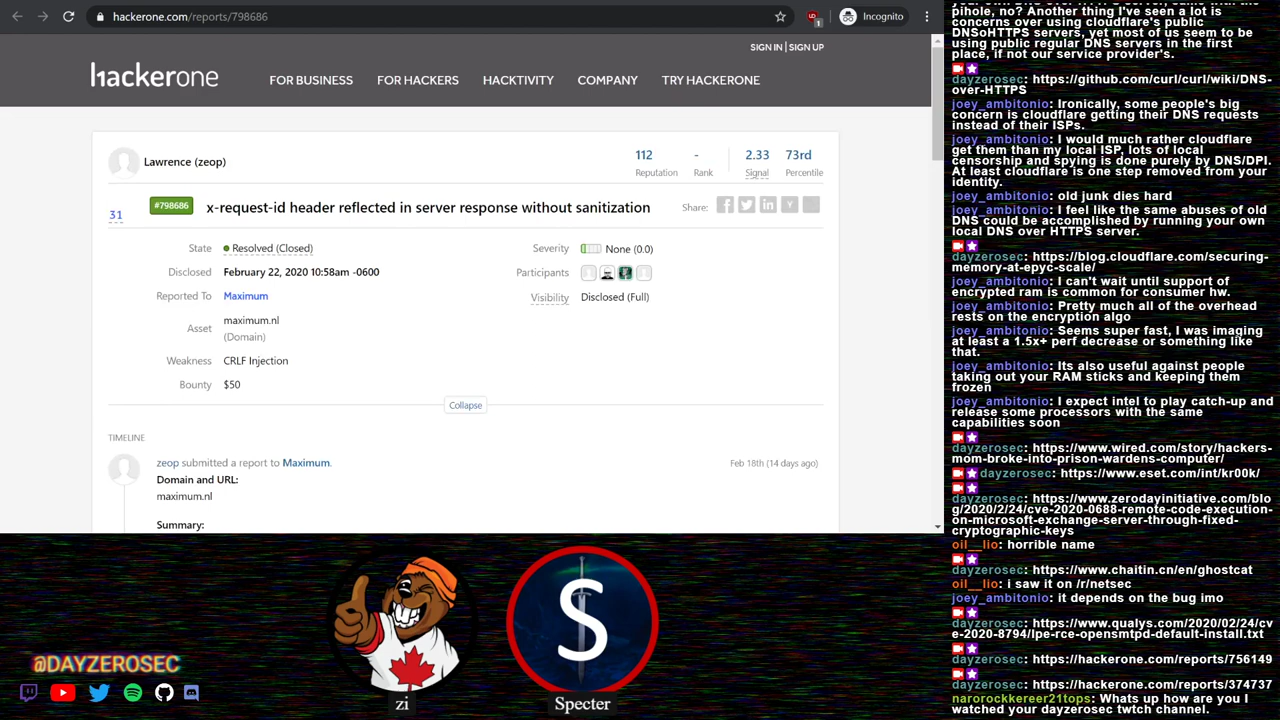 hackerone.com/reports/798686
1
Incognito
SIGN IN | SIGN UP
hackerone
FOR BUSINESS
FOR HACKERS
HACKTIVITY
COMPANY
TRY HACKERONE
Lawrence (zeop)
112
-
2.33
73rd
Reputation
Rank
Signal
Percentile
31
#798686
x-request-id header reflected in server response without sanitization
Share:
State
Resolved (Closed)
Severity
None (0.0)
Disclosed
February 22, 2020 10:58am -0600
Participants
Reported To
Maximum
Visibility
Disclosed (Full)
Asset
maximum.nl
(Domain)
Weakness
CRLF Injection
Bounty
$50
Collapse
TIMELINE
zeop submitted a report to Maximum.
Feb 18th (14 days ago)
Domain and URL:
maximum.nl
Summary:
pihole, no? Another thing I've seen a lot is
concerns over using cloudflare's public
DNSoHTTPS servers, yet most of us seem to be
using public regular DNS servers in the first
place, if not our service provider's.
dayzerosec: https://github.com/curl/curl/wiki/DNS-
over-HTTPS
joey_ambitonio: Ironically, some people's big
concern is cloudflare getting their DNS requests
instead of their ISPs.
joey_ambitonio: I would much rather cloudflare
get them than my local ISP, lots of local
censorship and spying is done purely by DNS/DPI.
At least cloudflare is one step removed from your
identity.
joey_ambitonio: old junk dies hard
joey_ambitonio: I feel like the same abuses of old
DNS could be accomplished by running your own
local DNS over HTTPS server.
dayzerosec: https://blog.cloudflare.com/securing-
memory-at-epyc-scale/
joey_ambitonio: I can't wait until support of
encrypted ram is common for consumer hw.
joey_ambitonio: Pretty much all of the overhead
rests on the encryption algo
joey_ambitonio: Seems super fast, I was imaging
at least a 1.5x+ perf decrease or something like
that.
joey_ambitonio: Its also useful against people
taking out your RAM sticks and keeping them
frozen
joey_ambitonio: I expect intel to play catch-up and
release some processors with the same
capabilities soon
dayzerosec: https://www.wired.com/story/hackers-
mom-broke-into-prison-wardens-computer/
dayzerosec: https://www.eset.com/int/kr00k/
dayzerosec: https://www.zerodayinitiative.com/blo
g/2020/2/24/cve-2020-0688-remote-code-execution-
on-microsoft-exchange-server-through-fixed-
cryptographic-keys
oil__lio: horrible name
dayzerosec: https://www.chaitin.cn/en/ghostcat
oil__lio: i saw it on /r/netsec
joey_ambitonio: it depends on the bug imo
dayzerosec: https://www.qualys.com/2020/02/24/cv
e-2020-8794/lpe-rce-opensmtpd-default-install.txt
dayzerosec: https://hackerone.com/reports/756149
dayzerosec: https://hackerone.com/reports/374737
narorockkereer21tops: Whats up how are you I
watched your dayzerosec twtch channel,
@DAYZEROSEC
zi
S
Specter